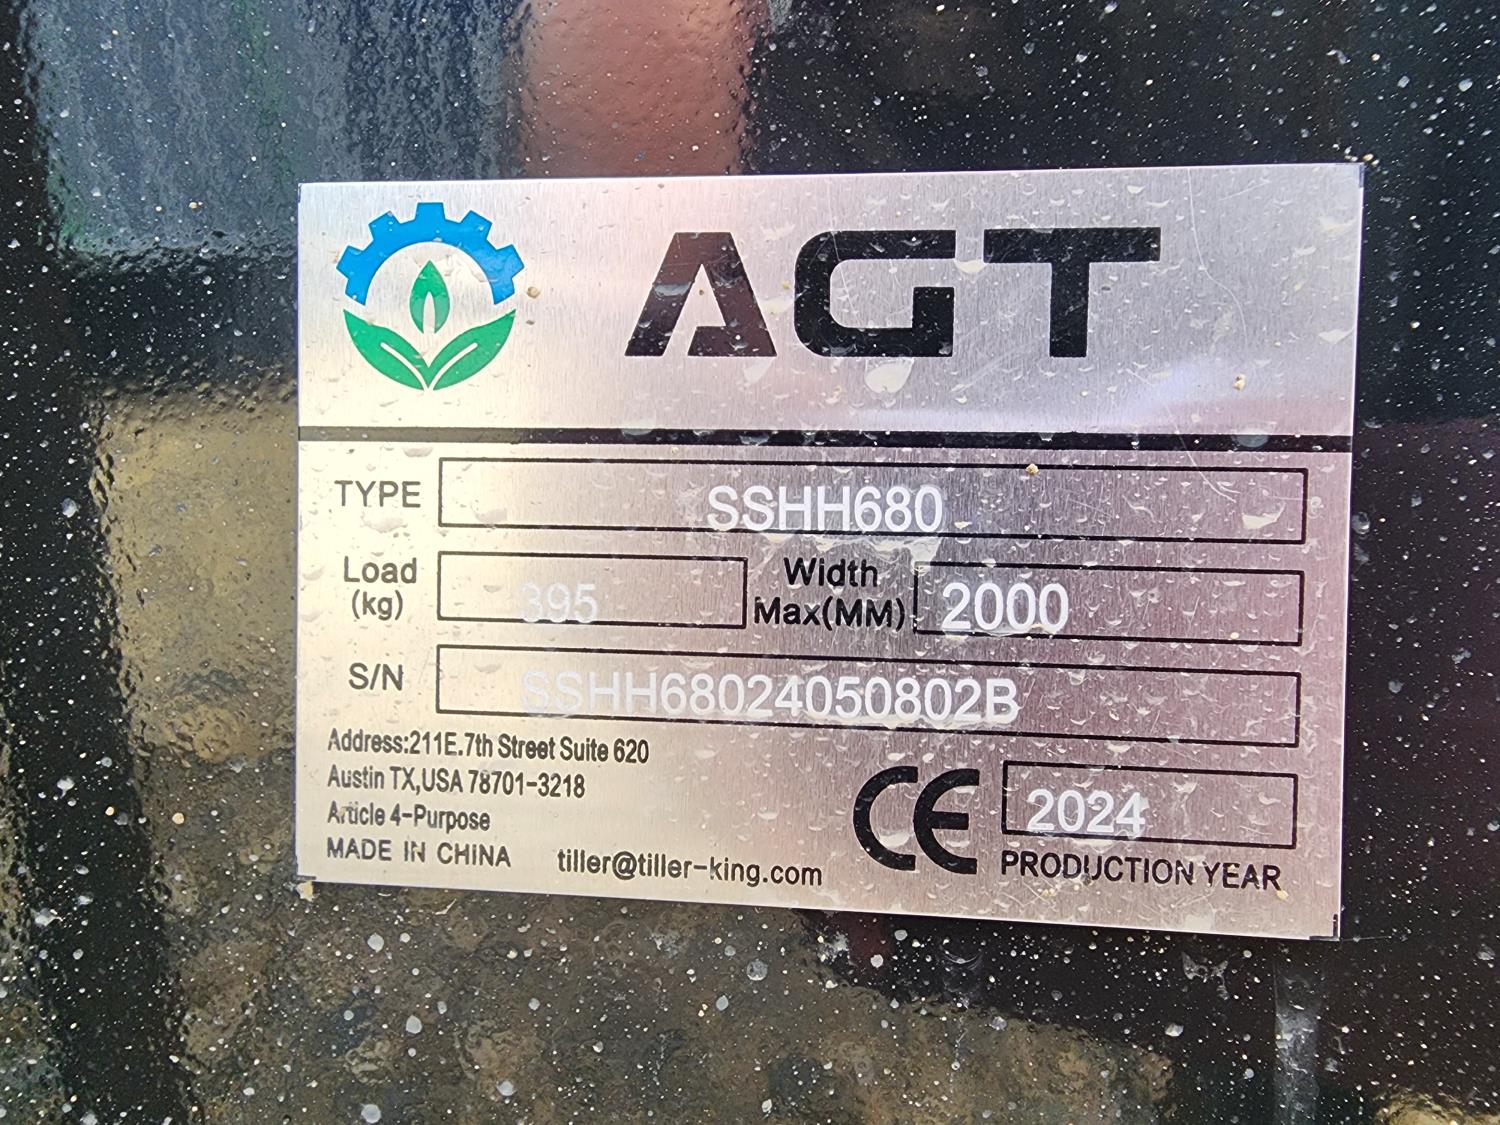 AGT
TYPE SSHH680
Load (kg) 395 Width Max(MM) 2000
S/N SSHH68024050802B
Address:211E.7th Street Suite 620
Austin TX,USA 78701-3218
Article 4-Purpose
MADE IN CHINA
tiller@tiller-king.com
CE
2024
PRODUCTION YEAR